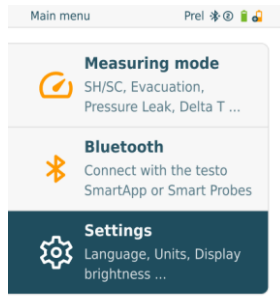 Main menu Prel
Measuring mode
SH/SC, Evacuation,
Pressure Leak, Delta T ...
Bluetooth
Connect with the testo
SmartApp or Smart Probes
Settings
Language, Units, Display
brightness ...